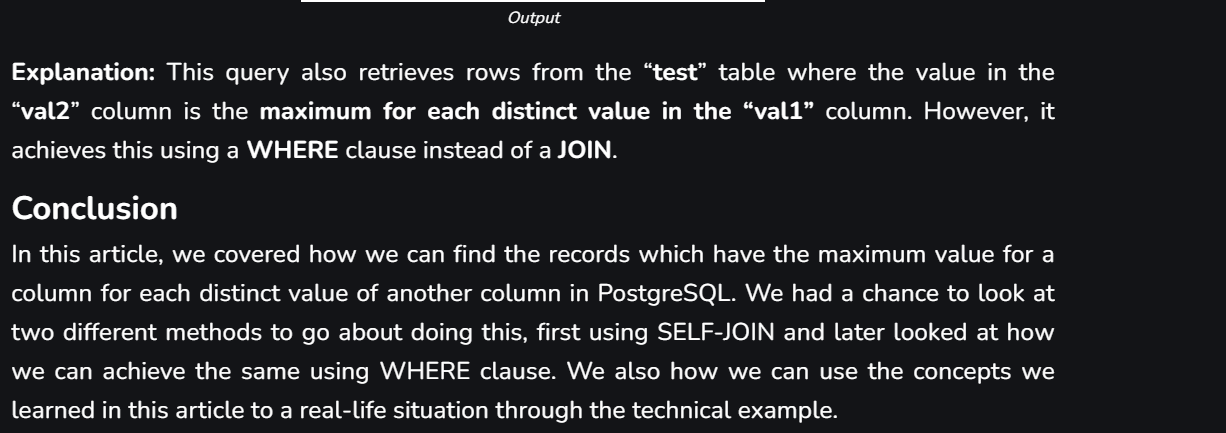 Output
Explanation: This query also retrieves rows from the “test” table where the value in the
“val2” column is the maximum for each distinct value in the “val1” column. However, it
achieves this using a WHERE clause instead of a JOIN.
Conclusion
In this article, we covered how we can find the records which have the maximum value for a
column for each distinct value of another column in PostgreSQL. We had a chance to look at
two different methods to go about doing this, first using SELF-JOIN and later looked at how
we can achieve the same using WHERE clause. We also how we can use the concepts we
learned in this article to a real-life situation through the technical example.